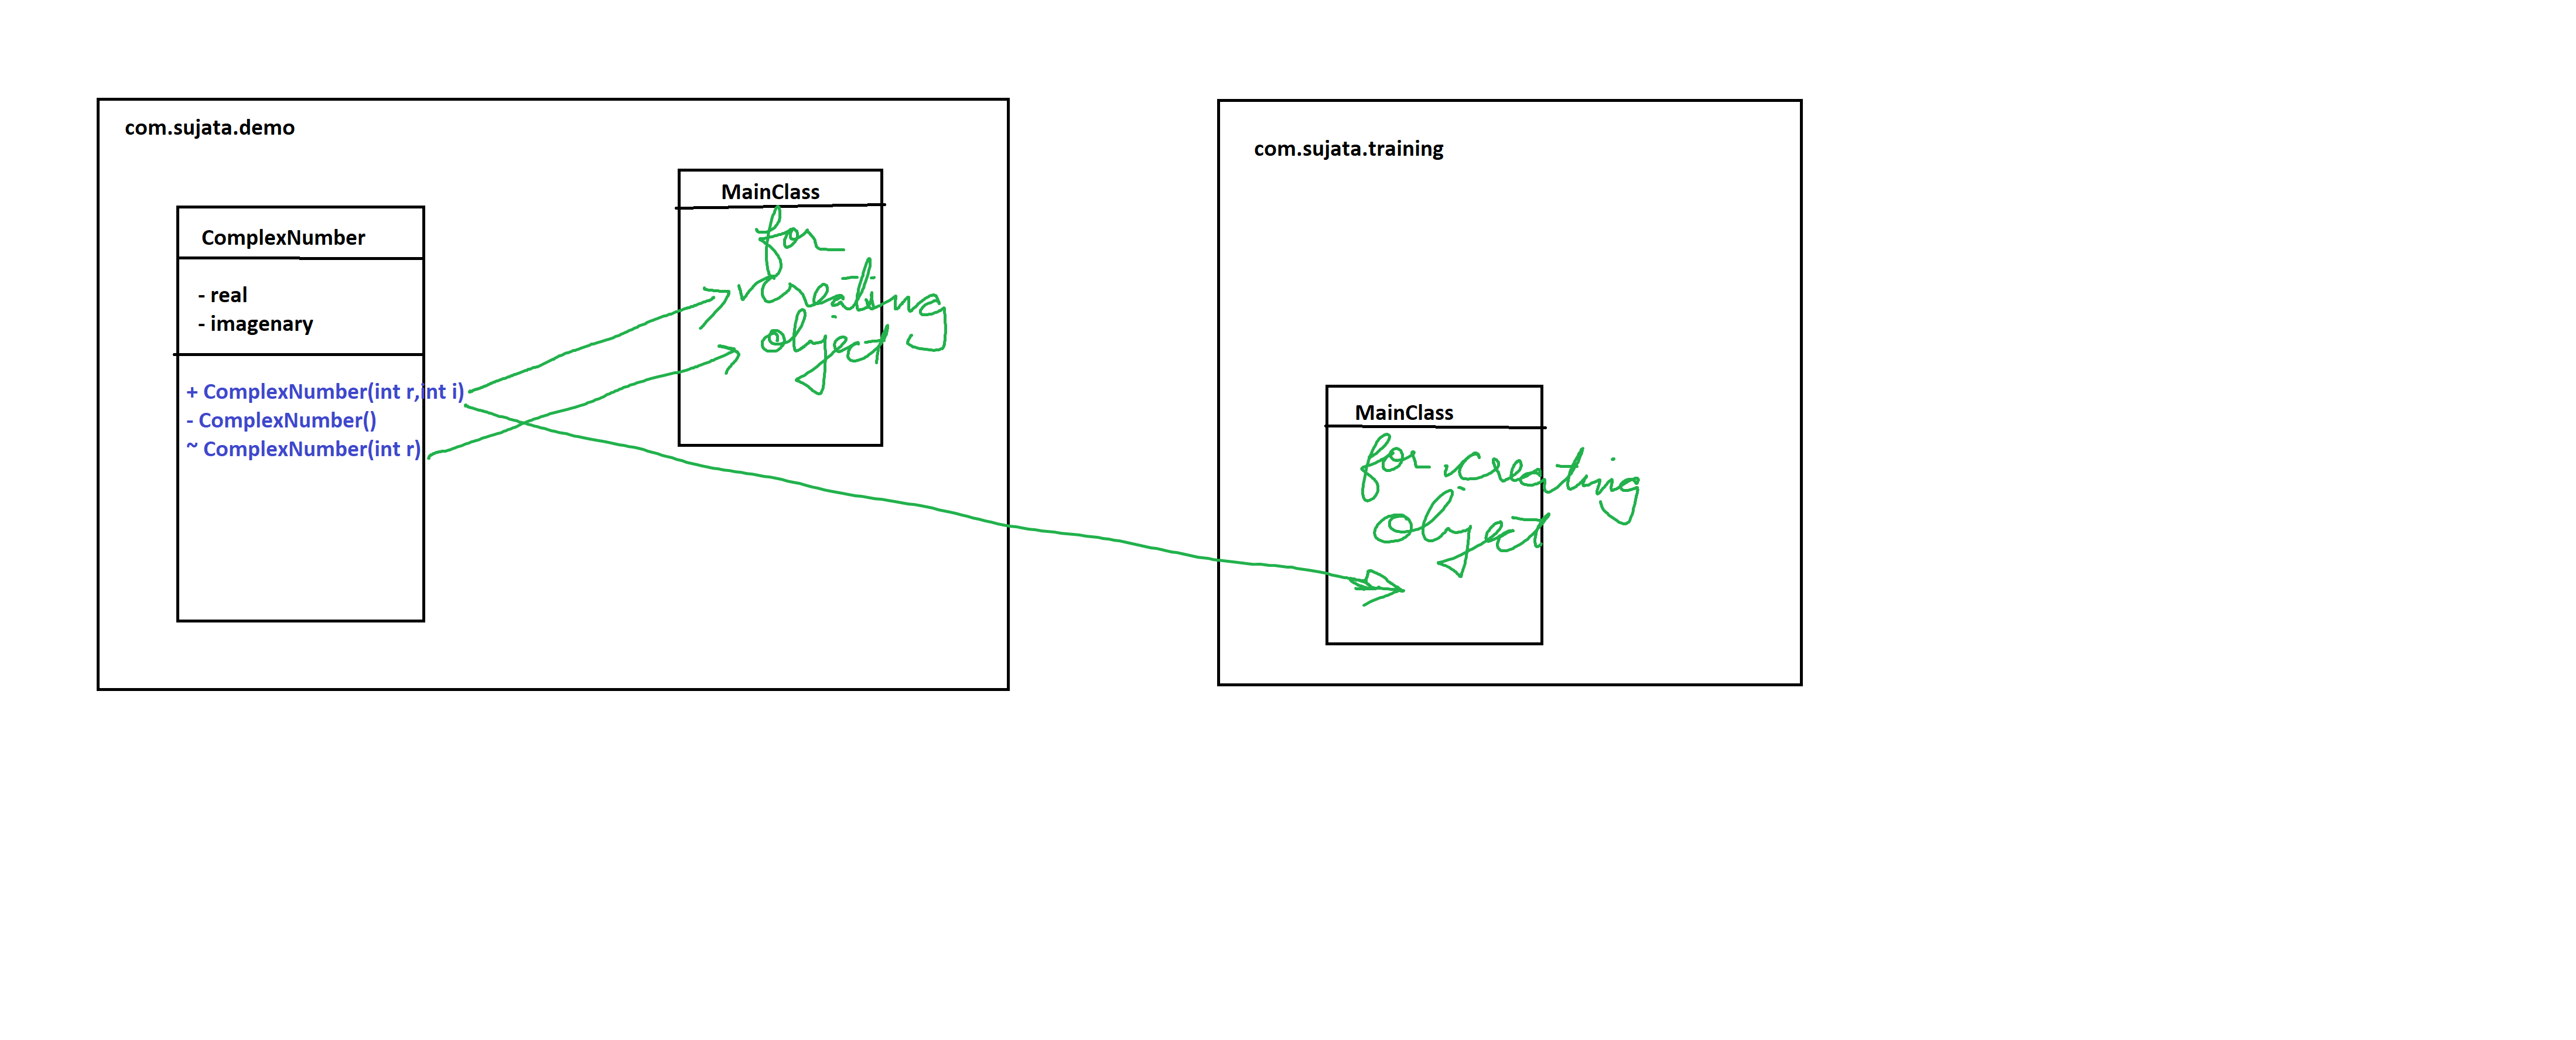 com.sujata.demo
ComplexNumber
- real
- imagenary
+ ComplexNumber(int r,int i)
- ComplexNumber()
~ ComplexNumber(int r)
MainClass
for
creating
object
com.sujata.training
MainClass
for creating
object